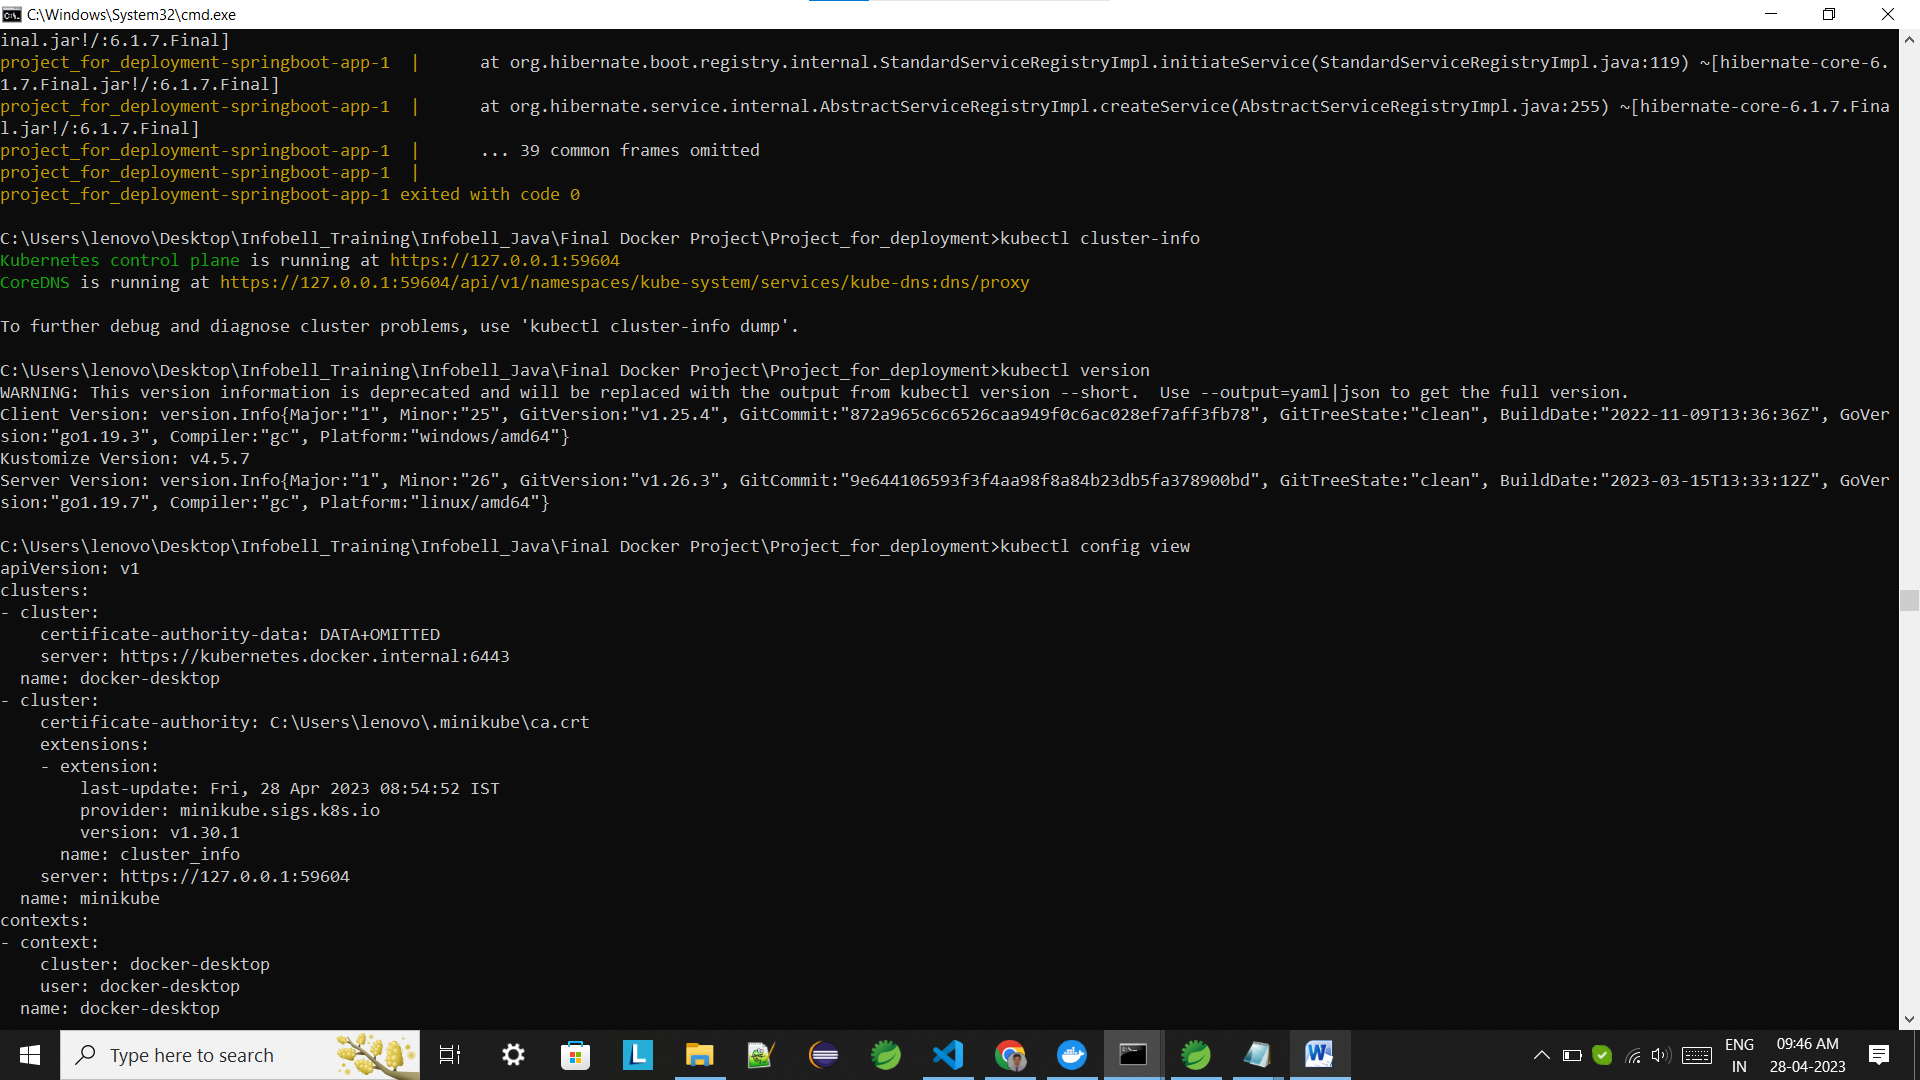 C:\Windows\System32\cmd.exe
inal.jar!/:6.1.7.Final]
project_for_deployment-springboot-app-1  |      at org.hibernate.boot.registry.internal.StandardServiceRegistryImpl.initiateService(StandardServiceRegistryImpl.java:119) ~[hibernate-core-6.
1.7.Final.jar!/:6.1.7.Final]
project_for_deployment-springboot-app-1  |      at org.hibernate.service.internal.AbstractServiceRegistryImpl.createService(AbstractServiceRegistryImpl.java:255) ~[hibernate-core-6.1.7.Fina
l.jar!/:6.1.7.Final]
project_for_deployment-springboot-app-1  |      ... 39 common frames omitted
project_for_deployment-springboot-app-1  |
project_for_deployment-springboot-app-1 exited with code 0
C:\Users\lenovo\Desktop\Infobell_Training\Infobell_Java\Final Docker Project\Project_for_deployment>kubectl cluster-info
Kubernetes control plane is running at https://127.0.0.1:59604
CoreDNS is running at https://127.0.0.1:59604/api/v1/namespaces/kube-system/services/kube-dns:dns/proxy
To further debug and diagnose cluster problems, use 'kubectl cluster-info dump'.
C:\Users\lenovo\Desktop\Infobell_Training\Infobell_Java\Final Docker Project\Project_for_deployment>kubectl version
WARNING: This version information is deprecated and will be replaced with the output from kubectl version --short.  Use --output=yaml|json to get the full version.
Client Version: version.Info{Major:"1", Minor:"25", GitVersion:"v1.25.4", GitCommit:"872a965c6c6526caa949f0c6ac028ef7aff3fb78", GitTreeState:"clean", BuildDate:"2022-11-09T13:36:36Z", GoVer
sion:"go1.19.3", Compiler:"gc", Platform:"windows/amd64"}
Kustomize Version: v4.5.7
Server Version: version.Info{Major:"1", Minor:"26", GitVersion:"v1.26.3", GitCommit:"9e644106593f3f4aa98f8a84b23db5fa378900bd", GitTreeState:"clean", BuildDate:"2023-03-15T13:33:12Z", GoVer
sion:"go1.19.7", Compiler:"gc", Platform:"linux/amd64"}
C:\Users\lenovo\Desktop\Infobell_Training\Infobell_Java\Final Docker Project\Project_for_deployment>kubectl config view
apiVersion: v1
clusters:
- cluster:
    certificate-authority-data: DATA+OMITTED
    server: https://kubernetes.docker.internal:6443
  name: docker-desktop
- cluster:
    certificate-authority: C:\Users\lenovo\.minikube\ca.crt
    extensions:
    - extension:
        last-update: Fri, 28 Apr 2023 08:54:52 IST
        provider: minikube.sigs.k8s.io
        version: v1.30.1
      name: cluster_info
    server: https://127.0.0.1:59604
  name: minikube
contexts:
- context:
    cluster: docker-desktop
    user: docker-desktop
  name: docker-desktop
Type here to search
ENG
IN
09:46 AM
28-04-2023